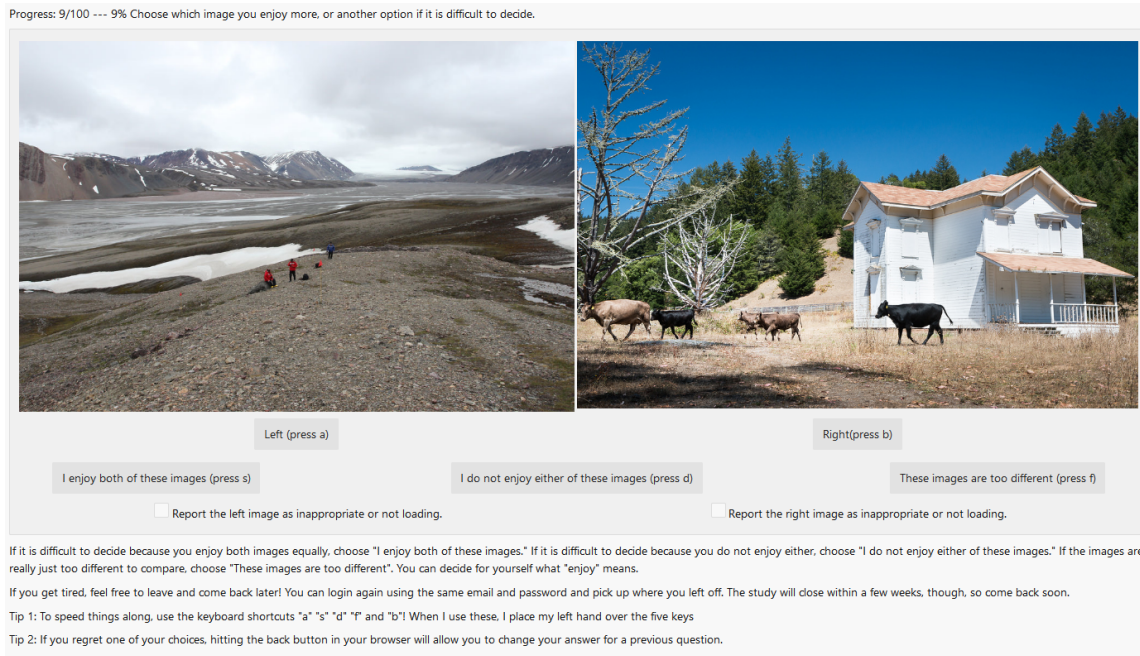 Progress: 9/100 --- 9% Choose which image you enjoy more, or another option if it is difficult to decide.
Left (press a)
Right(press b)
I enjoy both of these images (press s)
I do not enjoy either of these images (press d)
These images are too different (press f)
Report the left image as inappropriate or not loading.
Report the right image as inappropriate or not loading.
If it is difficult to decide because you enjoy both images equally, choose "I enjoy both of these images." If it is difficult to decide because you do not enjoy either, choose "I do not enjoy either of these images." If the images are
really just too different to compare, choose "These images are too different". You can decide for yourself what "enjoy" means.
If you get tired, feel free to leave and come back later! You can login again using the same email and password and pick up where you left off. The study will close within a few weeks, though, so come back soon.
Tip 1: To speed things along, use the keyboard shortcuts "a" "s" "d" "f" and "b"! When I use these, I place my left hand over the five keys
Tip 2: If you regret one of your choices, hitting the back button in your browser will allow you to change your answer for a previous question.